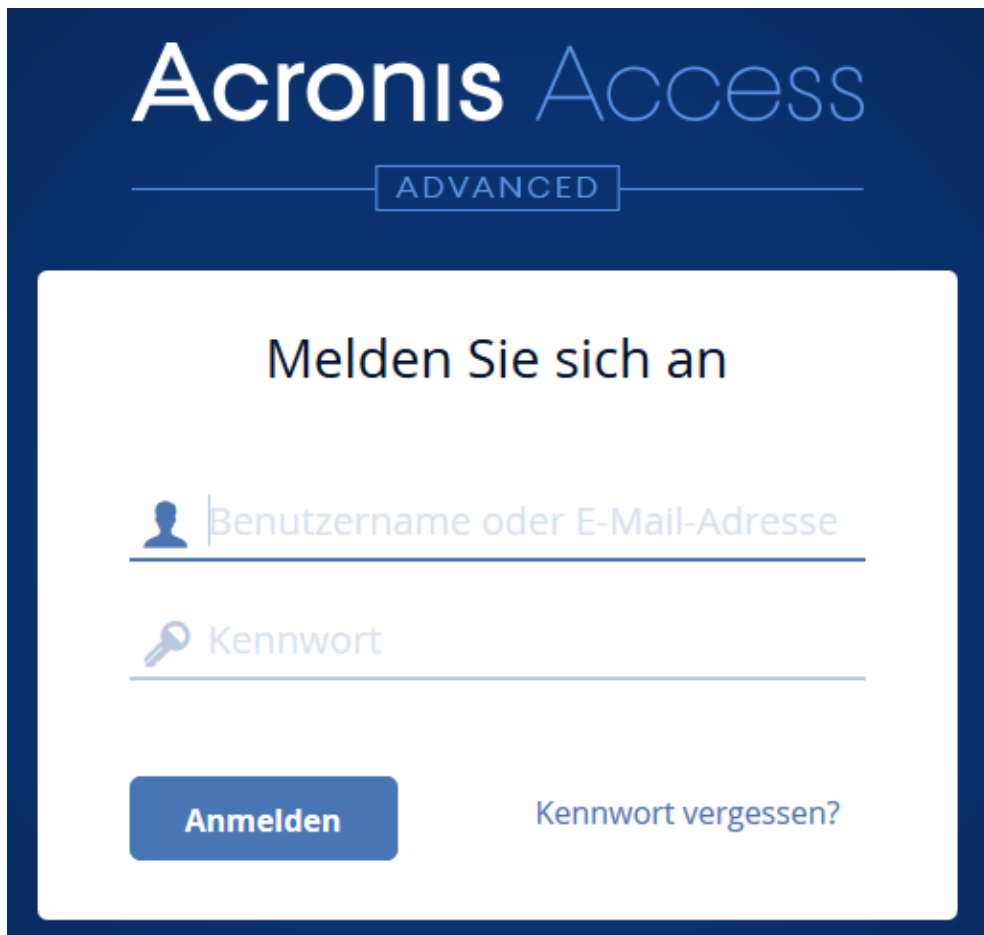 Acronis Access
ADVANCED
Melden Sie sich an
Benutzername oder E-Mail-Adresse
Kennwort
Anmelden
Kennwort vergessen?